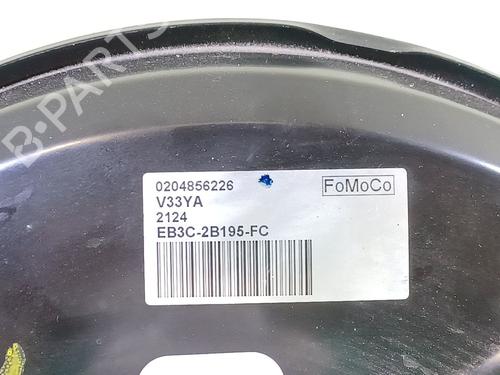 B-PARTS
0204856226
FoMoCo
V33YA
2124
EB3C-2B195-FC